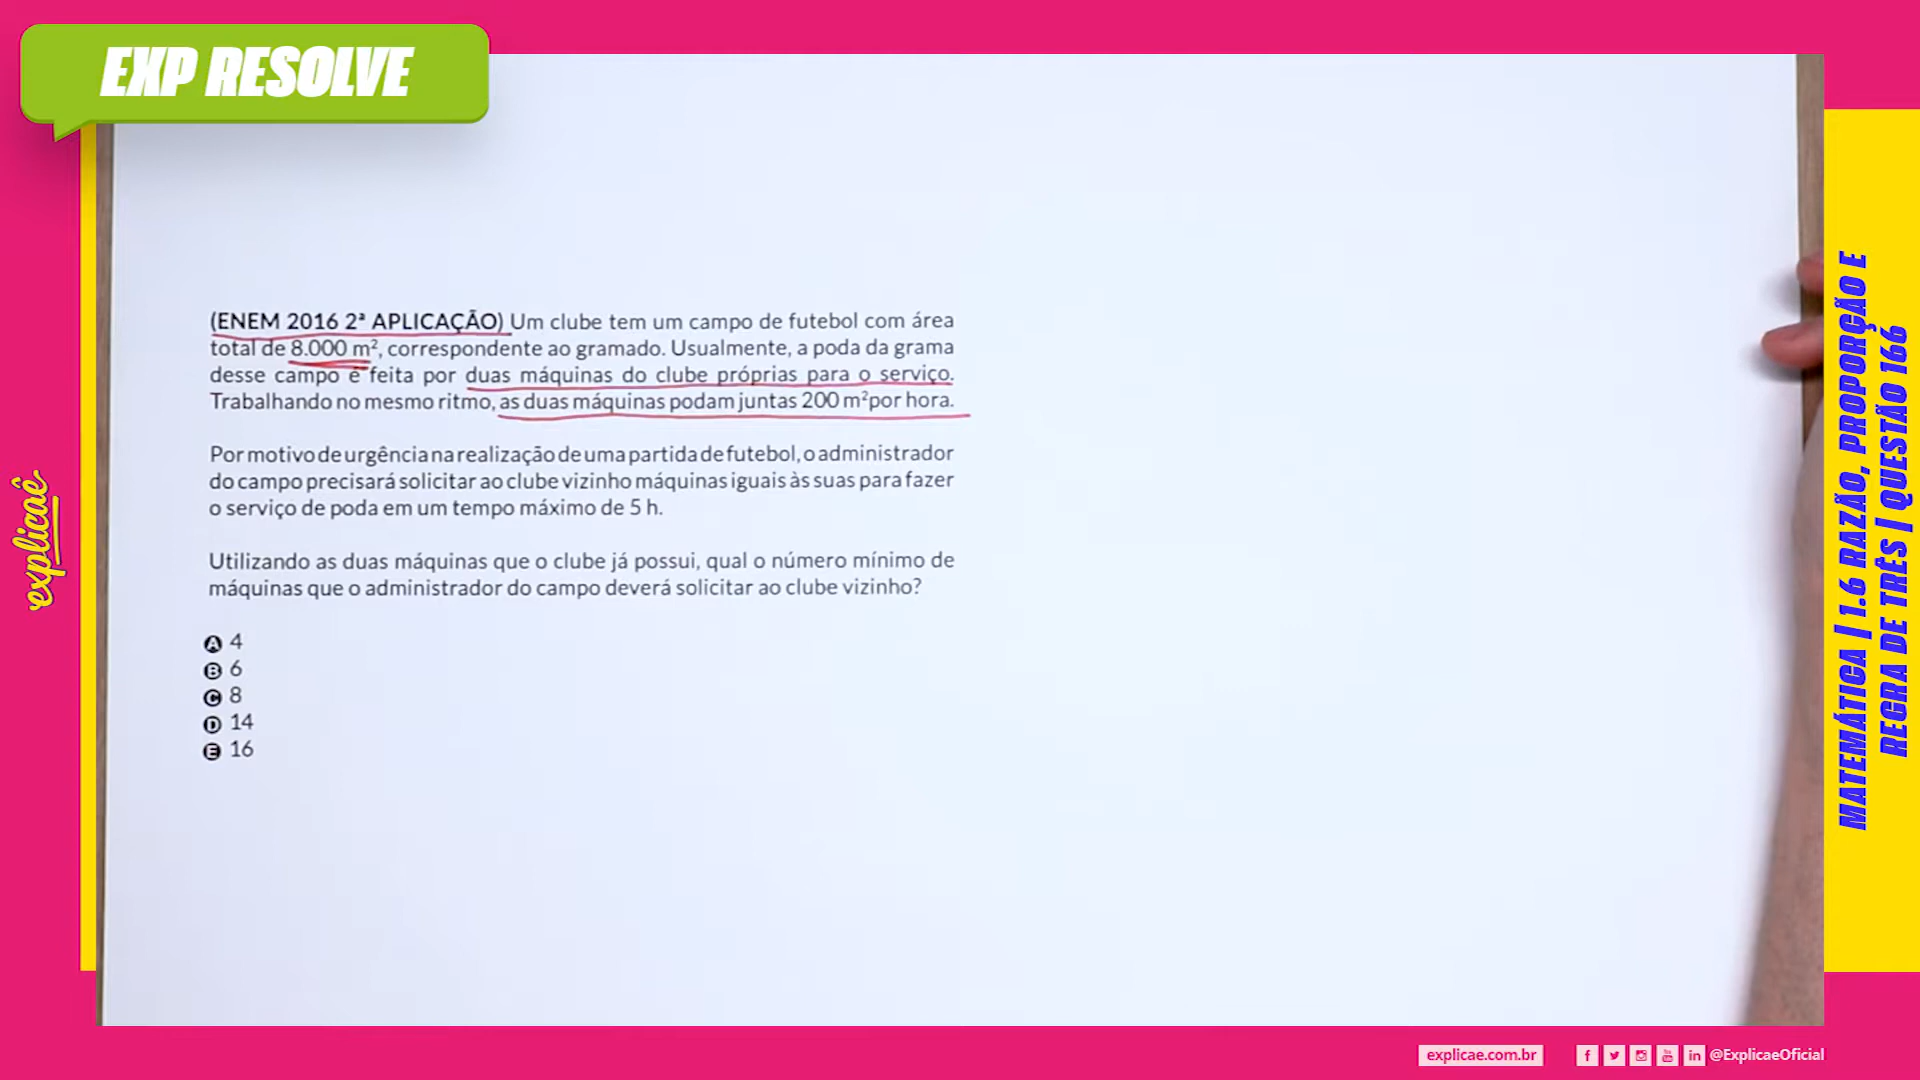 EXP RESOLVE
(ENEM 2016 2ª APLICAÇÃO) Um clube tem um campo de futebol com área
total de 8.000 m², correspondente ao gramado. Usualmente, a poda da grama
desse campo é feita por duas máquinas do clube próprias para o serviço.
Trabalhando no mesmo ritmo, as duas máquinas podam juntas 200 m²por hora.
Por motivo de urgência na realização de uma partida de futebol, o administrador
do campo precisará solicitar ao clube vizinho máquinas iguais às suas para fazer
o serviço de poda em um tempo máximo de 5 h.
Utilizando as duas máquinas que o clube já possui, qual o número mínimo de
máquinas que o administrador do campo deverá solicitar ao clube vizinho?
A 4
B 6
C 8
D 14
E 16
explicaê
MATEMÁTICA | 1.6 RAZÃO, PROPORÇÃO E
REGRA DE TRÊS | QUESTÃO 166
explicae.com.br
@ExplicaeOficial